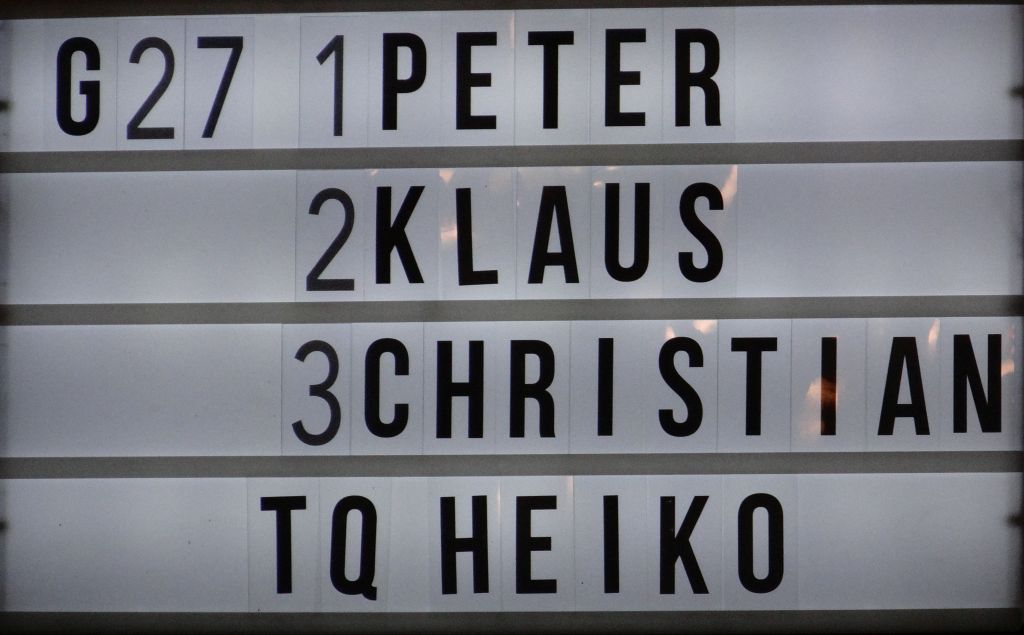 G27 1PETER
2KLAUS
3CHRISTIAN
TQ HEIKO